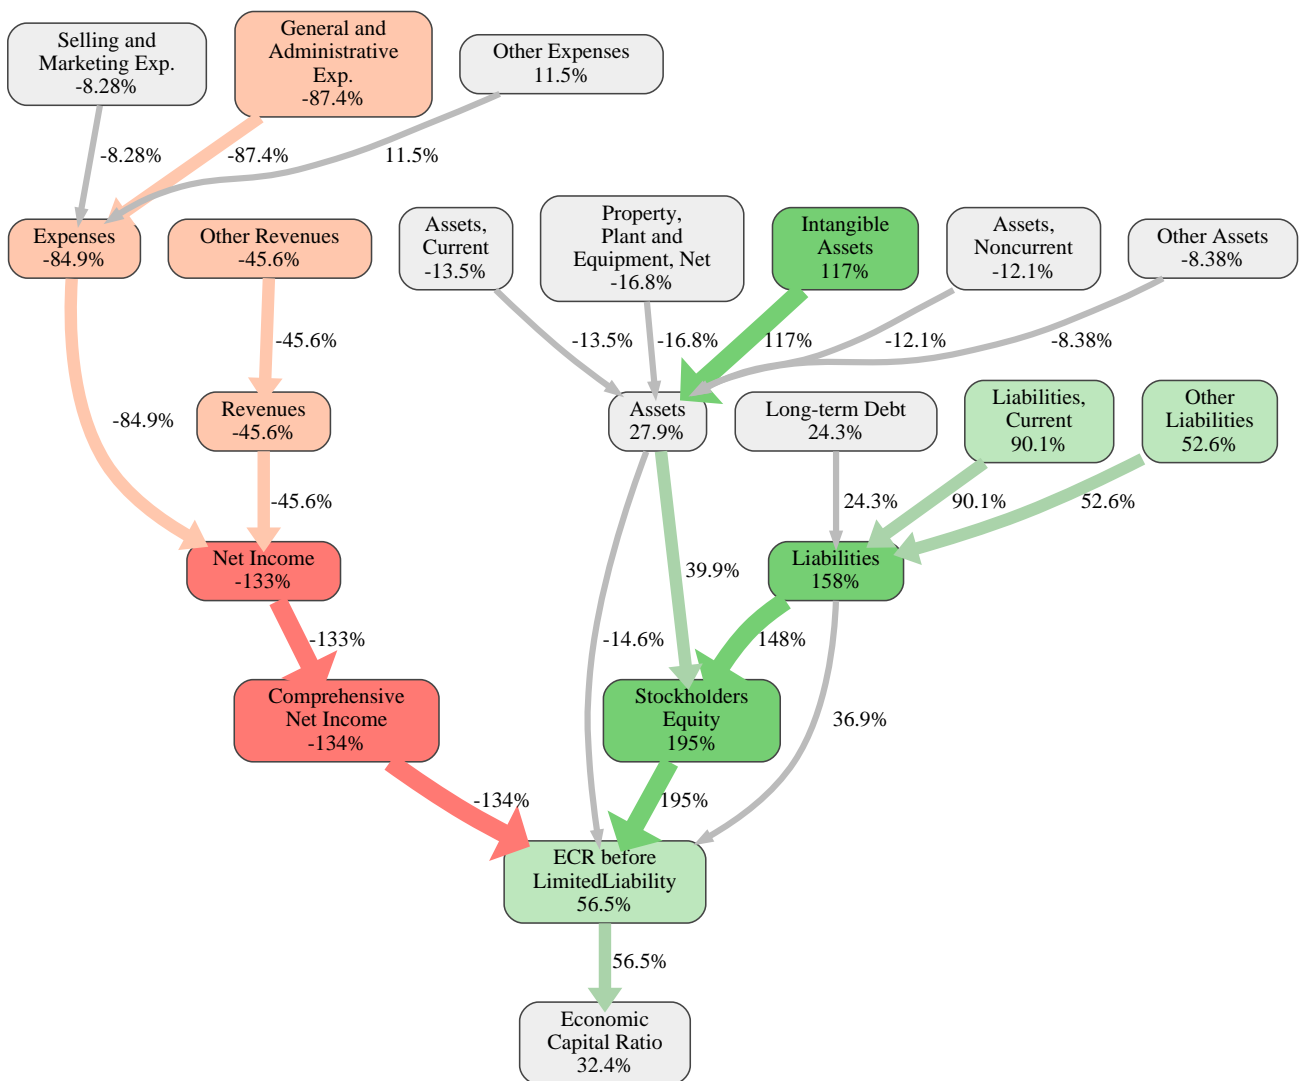 Selling and
Marketing Exp.
-8.28%
General and
Administrative
Exp.
-87.4%
Other Expenses
11.5%
-8.28%
-87.4%
11.5%
Expenses
-84.9%
Other Revenues
-45.6%
Assets,
Current
-13.5%
Property,
Plant and
Equipment, Net
-16.8%
Intangible
Assets
117%
Assets,
Noncurrent
-12.1%
Other Assets
-8.38%
-45.6%
-13.5%
-16.8%
117%
-12.1%
-8.38%
-84.9%
Revenues
-45.6%
Assets
27.9%
Long-term Debt
24.3%
Liabilities,
Current
90.1%
Other
Liabilities
52.6%
-45.6%
24.3%
90.1%
52.6%
Net Income
-133%
39.9%
Liabilities
158%
-133%
-14.6%
148%
36.9%
Comprehensive
Net Income
-134%
Stockholders
Equity
195%
-134%
195%
ECR before
LimitedLiability
56.5%
56.5%
Economic
Capital Ratio
32.4%